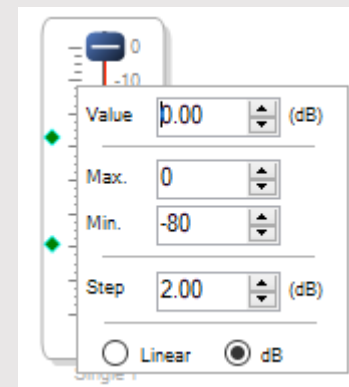 0
-10
Value 0.00 (dB)
Max. 0
Min. -80
Step 2.00 (dB)
Linear dB
Single 1